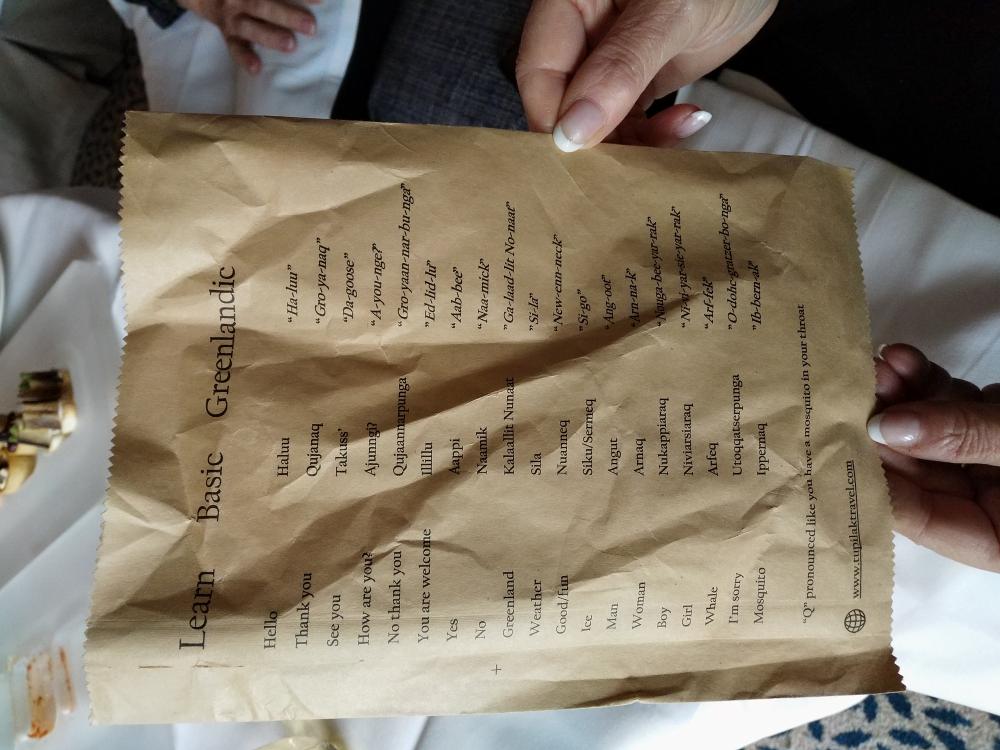 Learn Basic Greenlandic
Hello Haluu “Ha-luu”
Thank you Qujanaq “Gro-ya-naq”
See you Takuss’ “Da-goose”
How are you? Ajunngi? “A-you-nge?”
No thank you Qujaannarpunga “Gro-yaan-nar-bu-nga”
You are welcome Illillu ”Ed-lid-lu”
Yes Aappi “Aab-bee”
No Naamik “Naa-mick”
Greenland Kalaallit Nunaat ”Ga-laad-lit No-naat”
Weather Sila ”Si-la”
Good/fun Nuanneq “New-enn-neck”
Ice Siku/Sermeq ”Si-go”
Man Angut ”Ang-oot”
Woman Arnaq “Arn-na-k”
Boy Nukappiaraq “Nouga-bee-yar-rak”
Girl Niviarsiaraq “Nivi-yar-sie-yar-rak”
Whale Arfeq “Arf-fek”
I'm sorry Utoqqatserpunga ”O-dohc-gratzer-bo-nga”
Mosquito Ippernaq ”Ib-bern-ak”
“Q” pronounced like you have a mosquito in your throat
www.tupilaktravel.com